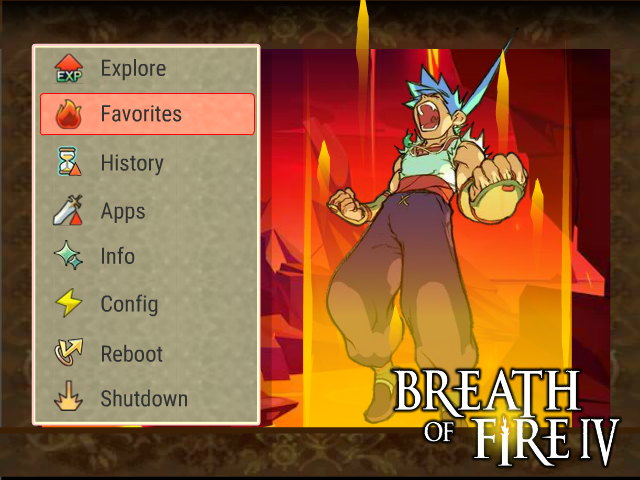 EXP
Explore
Favorites
History
Apps
Info
Config
Reboot
Shutdown
BREATH
OF FIRE IV